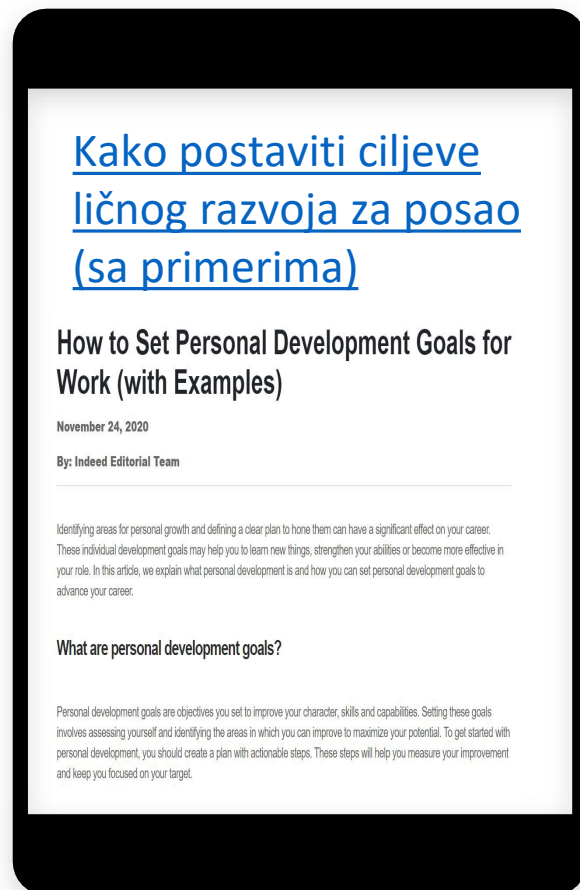 Kako postaviti ciljeve
ličnog razvoja za posao
(sa primerima)
How to Set Personal Development Goals for
Work (with Examples)
November 24, 2020
By: Indeed Editorial Team
Identifying areas for personal growth and defining a clear plan to hone them can have a significant effect on your career.
These individual development goals may help you to learn new things, strengthen your abilities or become more effective in
your role. In this article, we explain what personal development is and how you can set personal development goals to
advance your career.
What are personal development goals?
Personal development goals are objectives you set to improve your character, skills and capabilities. Setting these goals
involves assessing yourself and identifying the areas in which you can improve to maximize your potential. To get started with
personal development, you should create a plan with actionable steps. These steps will help you measure your improvement
and keep you focused on your target.